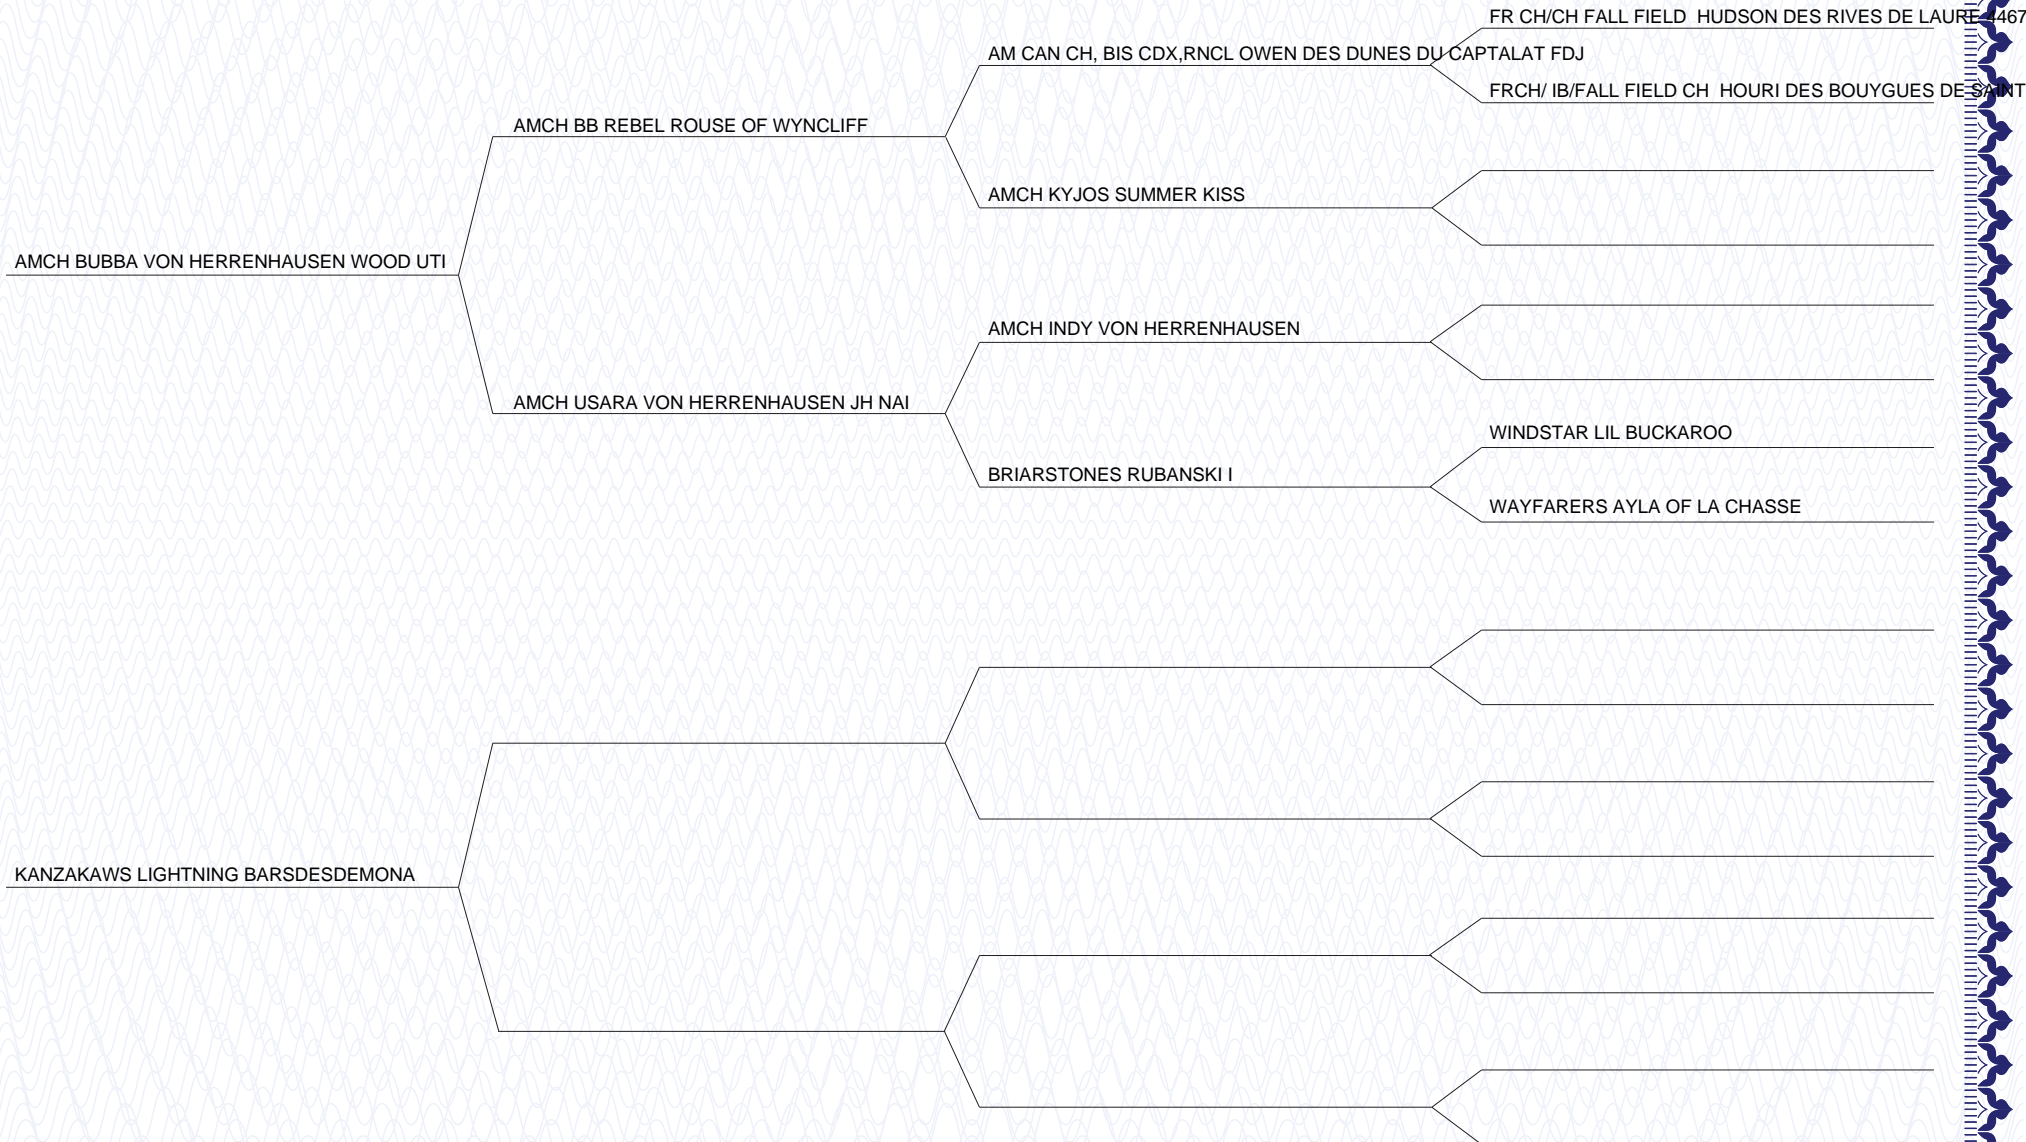 FR CH/CH FALL FIELD  HUDSON DES RIVES DE LAURE 4467
AM CAN CH, BIS CDX,RNCL OWEN DES DUNES DU CAPTALAT FDJ
FRCH/ IB/FALL FIELD CH  HOURI DES BOUYGUES DE SAINT
AMCH BB REBEL ROUSE OF WYNCLIFF
AMCH KYJOS SUMMER KISS
AMCH BUBBA VON HERRENHAUSEN WOOD UTI
AMCH INDY VON HERRENHAUSEN
AMCH USARA VON HERRENHAUSEN JH NAI
WINDSTAR LIL BUCKAROO
BRIARSTONES RUBANSKI I
WAYFARERS AYLA OF LA CHASSE
KANZAKAWS LIGHTNING BARSDESDEMONA